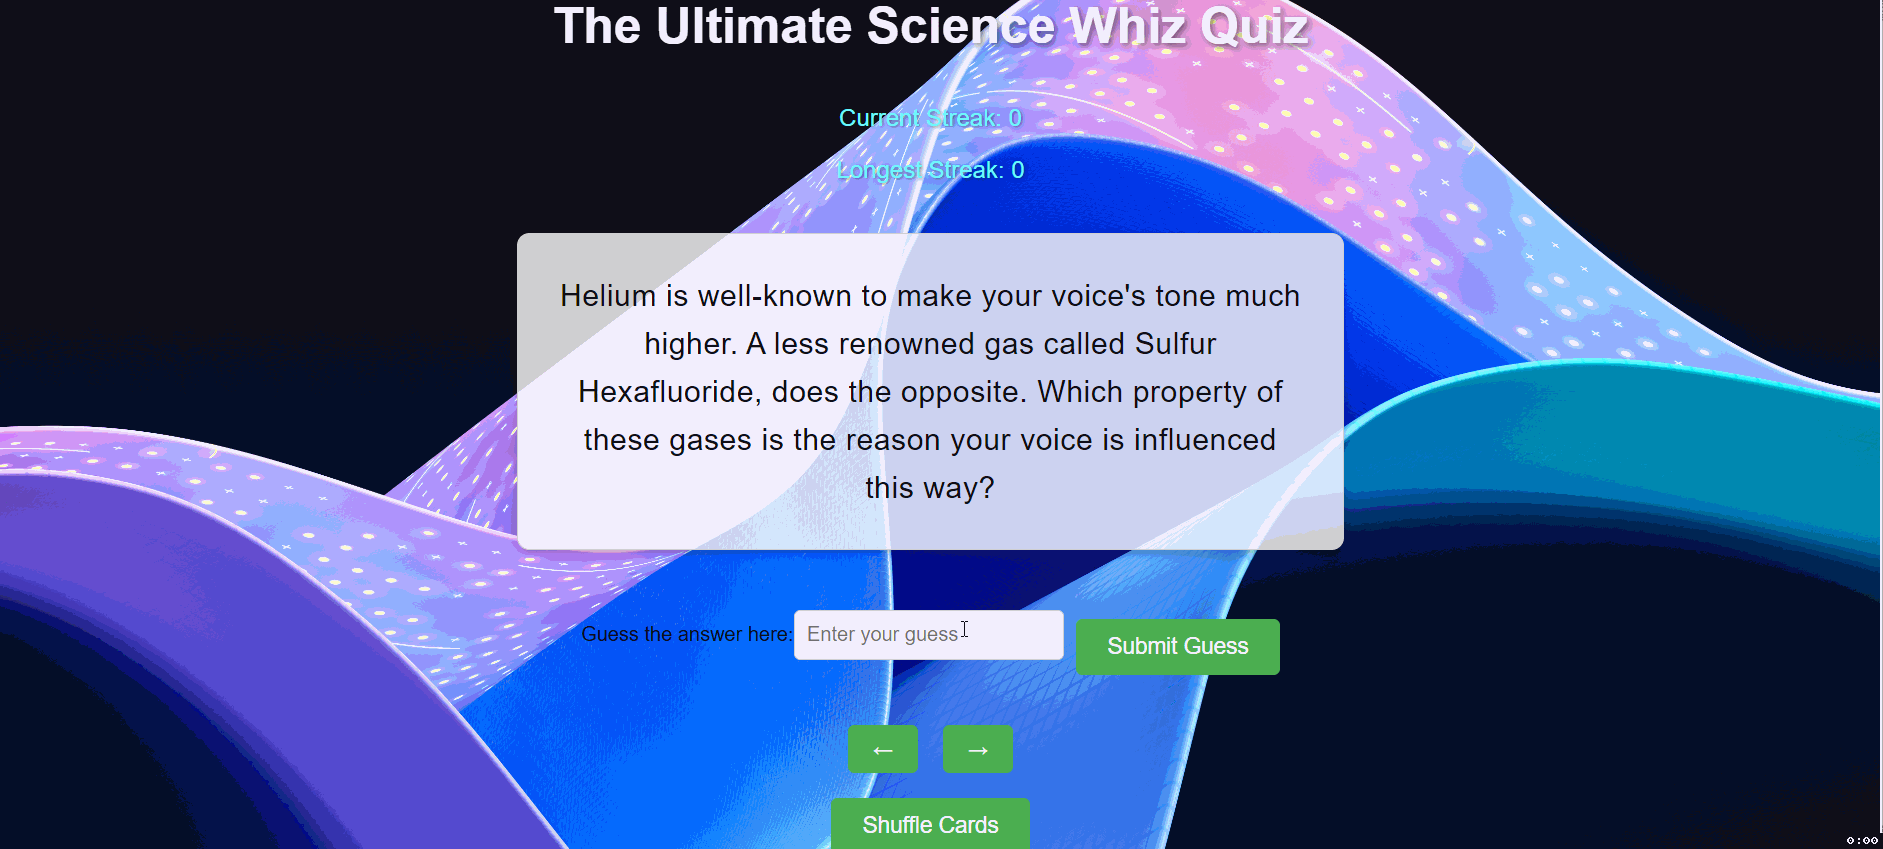 The Ultimate Science Whiz Quiz
Current Streak: 0
Longest Streak: 0
Helium is well-known to make your voice's tone much
higher. A less renowned gas called Sulfur
Hexafluoride, does the opposite. Which property of
these gases is the reason your voice is influenced
this way?
Guess the answer here: Enter your guess Submit Guess
← →
Shuffle Cards
0:00